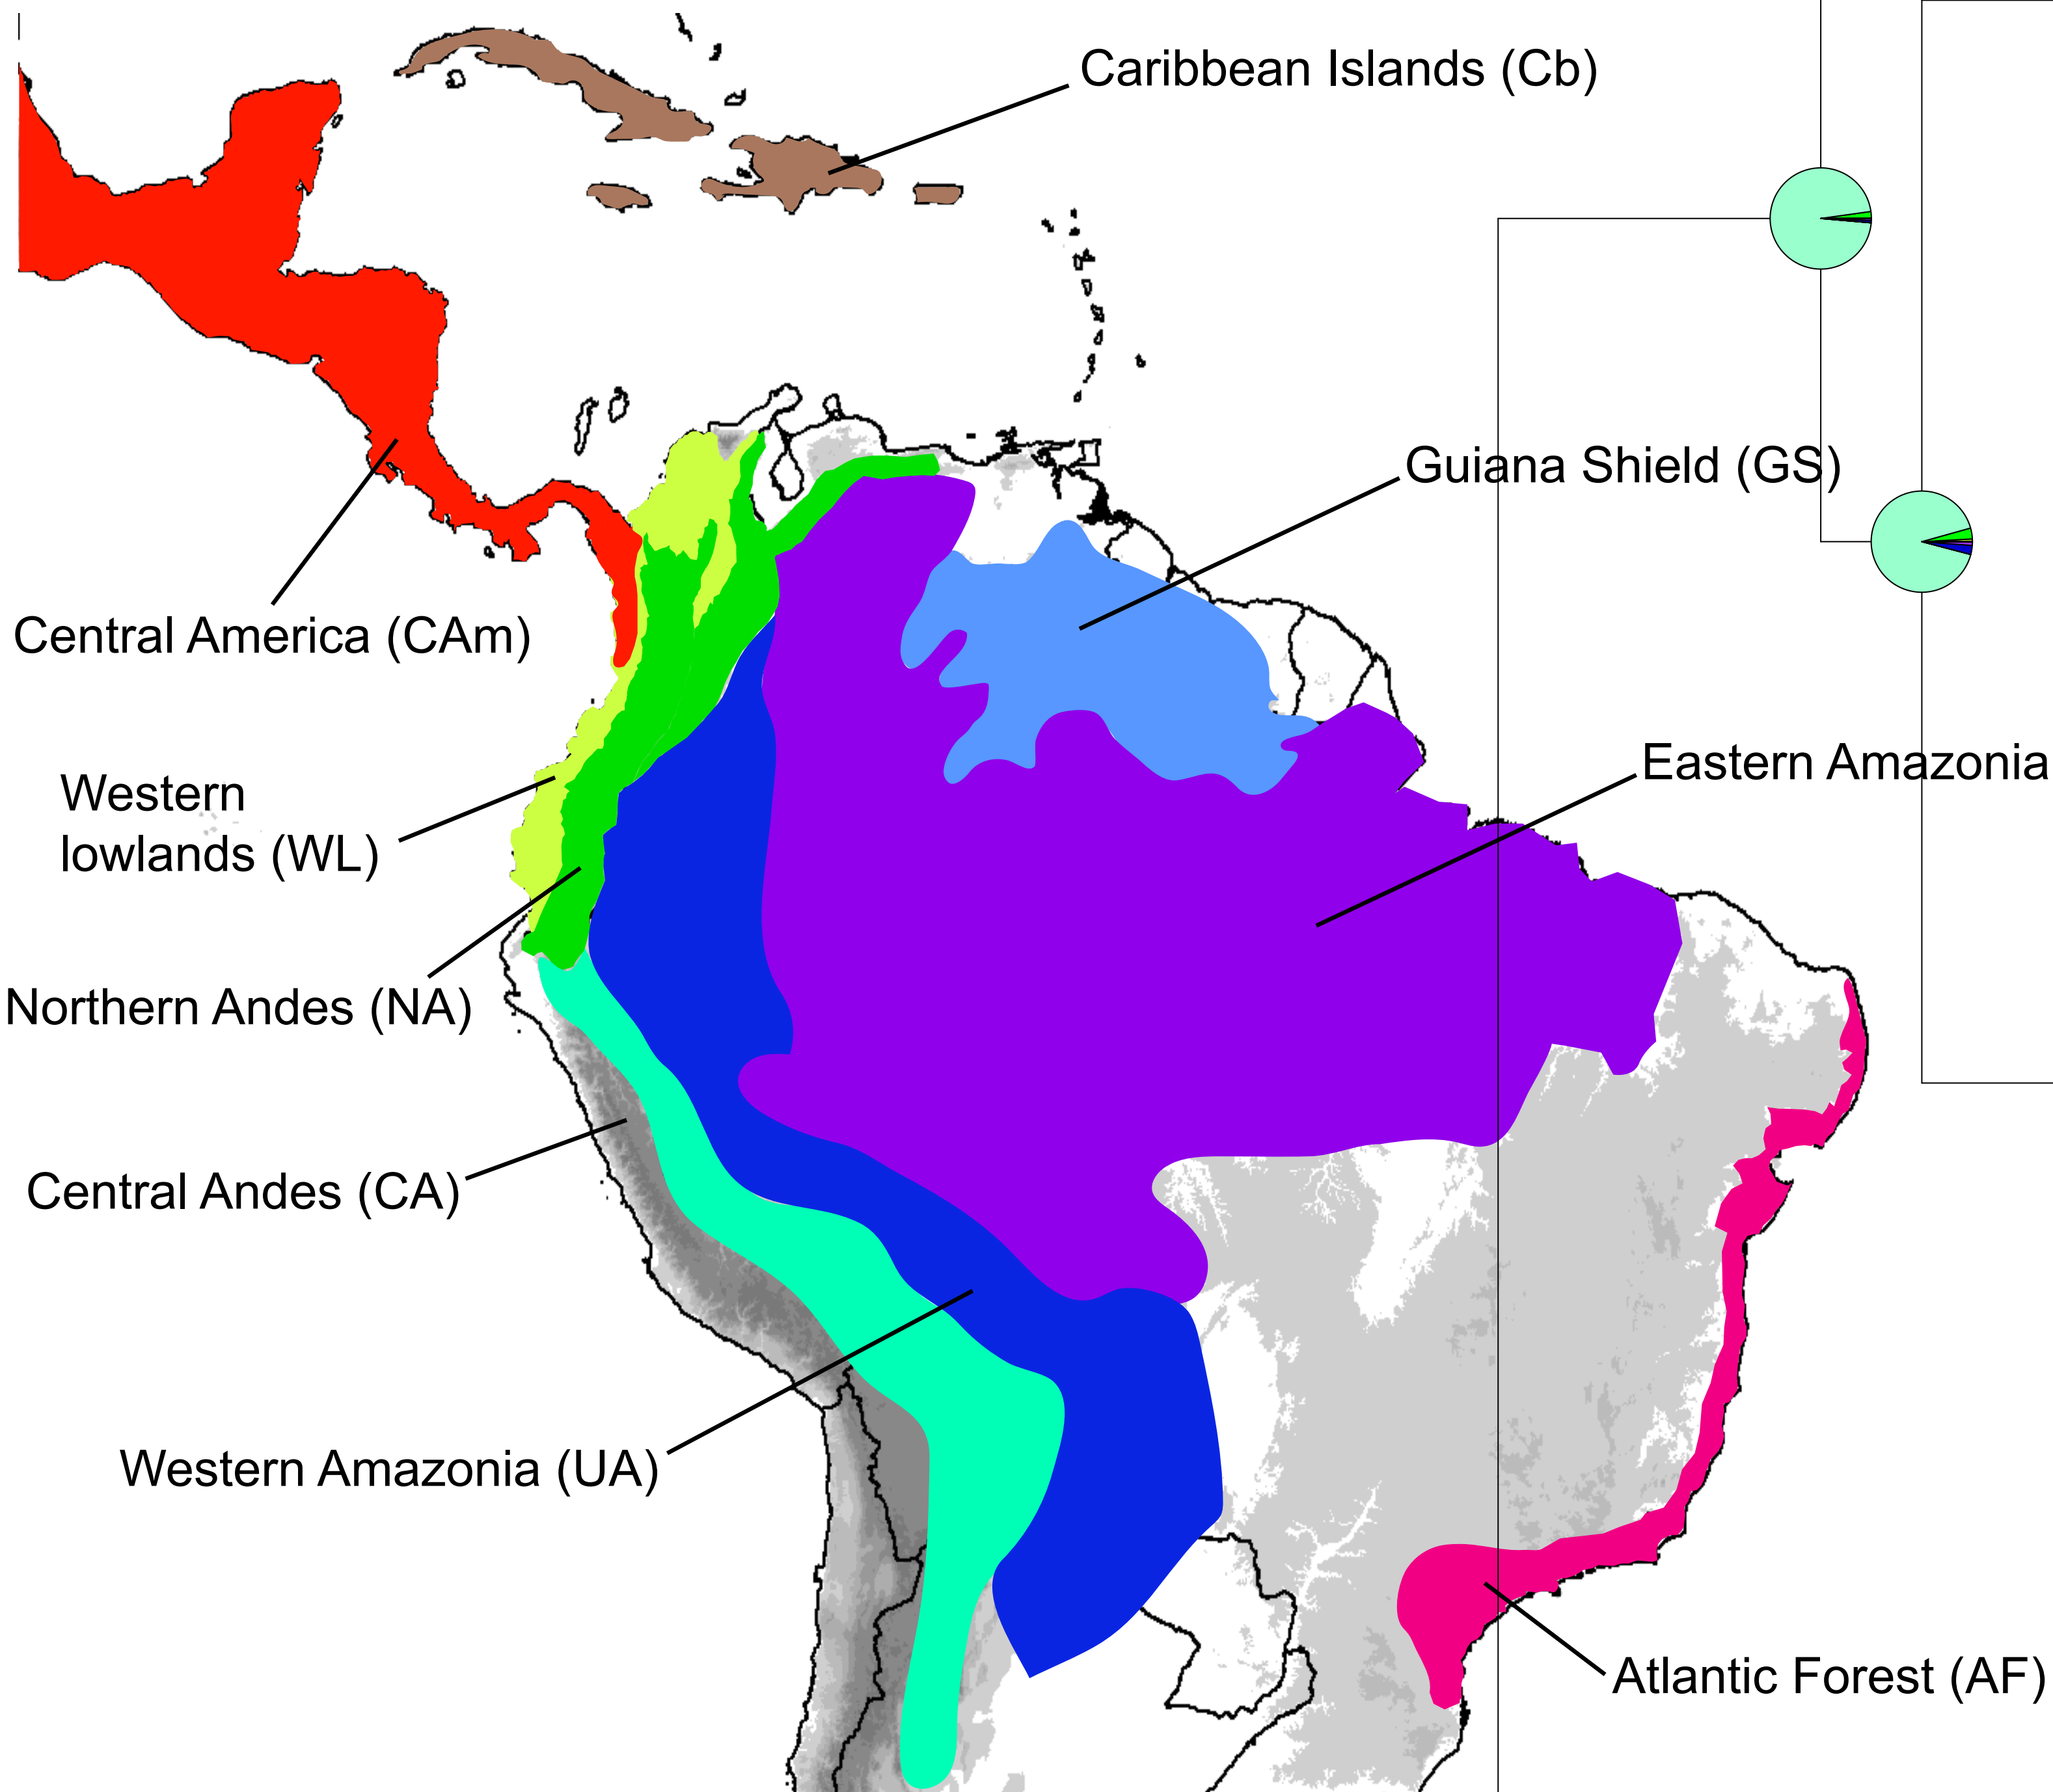 Caribbean Islands (Cb)
Guiana Shield (GS)
Central America (CAm)
Eastern Amazonia
Western
lowlands (WL)
Northern Andes (NA)
Central Andes (CA)
Western Amazonia (UA)
Atlantic Forest (AF)